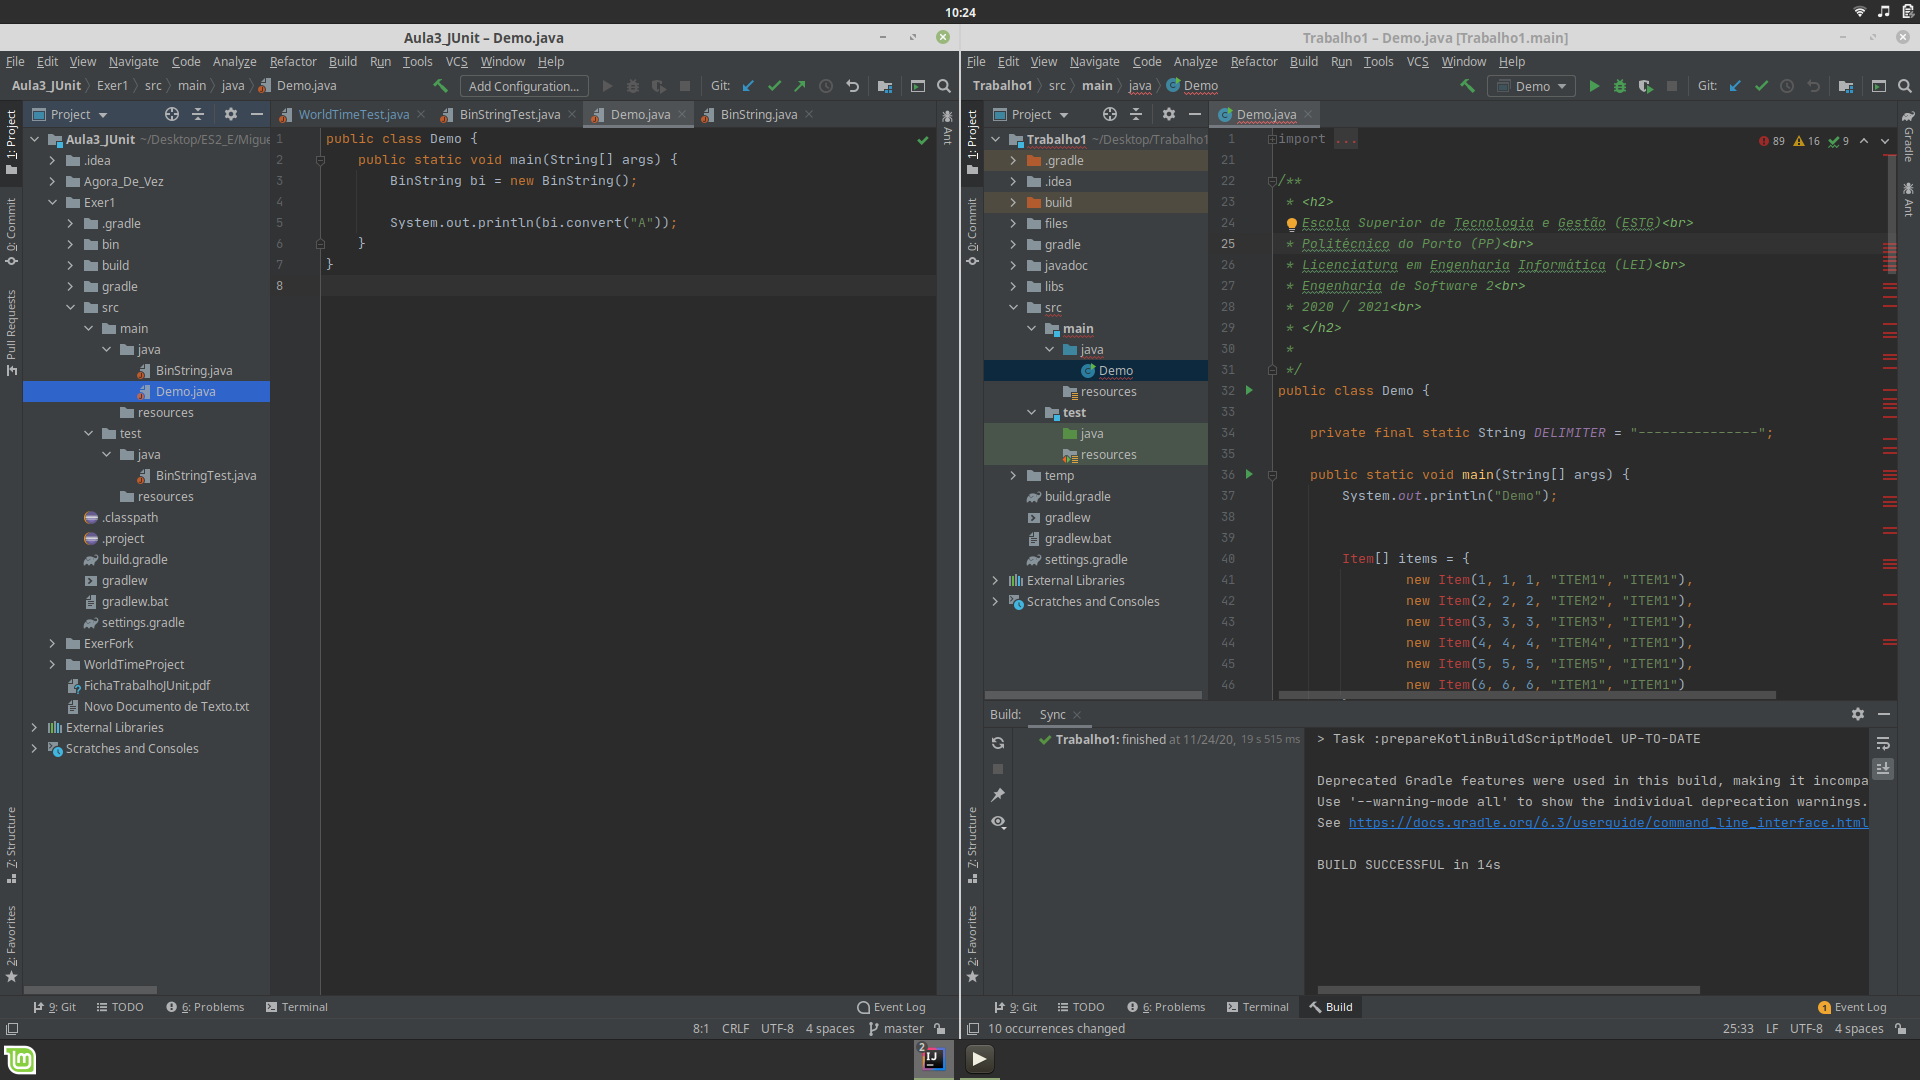 10:24
Aula3_JUnit – Demo.java
File Edit View Navigate Code Analyze Refactor Build Run Tools VCS Window Help
Aula3_JUnit Exer1 src main java Demo.java
Add Configuration...
Git:
1: Project
0: Commit
Pull Requests
7: Structure
2: Favorites
Project
Aula3_JUnit ~/Desktop/ES2_E/Migue
.idea
Agora_De_Vez
Exer1
.gradle
bin
build
gradle
src
main
java
BinString.java
Demo.java
resources
test
java
BinStringTest.java
resources
.classpath
.project
build.gradle
gradlew
gradlew.bat
settings.gradle
ExerFork
WorldTimeProject
FichaTrabalhoJUnit.pdf
Novo Documento de Texto.txt
External Libraries
Scratches and Consoles
WorldTimeTest.java BinStringTest.java Demo.java BinString.java
1 public class Demo {
2 public static void main(String[] args) {
3 BinString bi = new BinString();
4
5 System.out.println(bi.convert("A"));
6 }
7 }
8
Ant
9: Git TODO 6: Problems Terminal Event Log
8:1 CRLF UTF-8 4 spaces master
Trabalho1 – Demo.java [Trabalho1.main]
File Edit View Navigate Code Analyze Refactor Build Run Tools VCS Window Help
Trabalho1 src main java Demo
Demo
Git:
1: Project
0: Commit
7: Structure
2: Favorites
Project
Trabalho1 ~/Desktop/Trabalho1
.gradle
.idea
build
files
gradle
javadoc
libs
src
main
java
Demo
resources
test
java
resources
temp
build.gradle
gradlew
gradlew.bat
settings.gradle
External Libraries
Scratches and Consoles
Demo.java
89 16 9
1 import ...
21
22 /**
23 * <h2>
24 Escola Superior de Tecnologia e Gestão (ESTG)<br>
25 * Politécnico do Porto (PP)<br>
26 * Licenciatura em Engenharia Informática (LEI)<br>
27 * Engenharia de Software 2<br>
28 * 2020 / 2021<br>
29 * </h2>
30 *
31 */
32 public class Demo {
33
34 private final static String DELIMITER = "---------------";
35
36 public static void main(String[] args) {
37 System.out.println("Demo");
38
39
40 Item[] items = {
41 new Item(1, 1, 1, "ITEM1", "ITEM1"),
42 new Item(2, 2, 2, "ITEM2", "ITEM1"),
43 new Item(3, 3, 3, "ITEM3", "ITEM1"),
44 new Item(4, 4, 4, "ITEM4", "ITEM1"),
45 new Item(5, 5, 5, "ITEM5", "ITEM1"),
46 new Item(6, 6, 6, "ITEM1", "ITEM1")
Gradle
Ant
Build: Sync
Trabalho1: finished at 11/24/20, 19 s 515 ms
> Task :prepareKotlinBuildScriptModel UP-TO-DATE
Deprecated Gradle features were used in this build, making it incompa
Use '--warning-mode all' to show the individual deprecation warnings.
See https://docs.gradle.org/6.3/userguide/command_line_interface.html
BUILD SUCCESSFUL in 14s
9: Git TODO 6: Problems Terminal Build 1 Event Log
10 occurrences changed 25:33 LF UTF-8 4 spaces
2
IJ